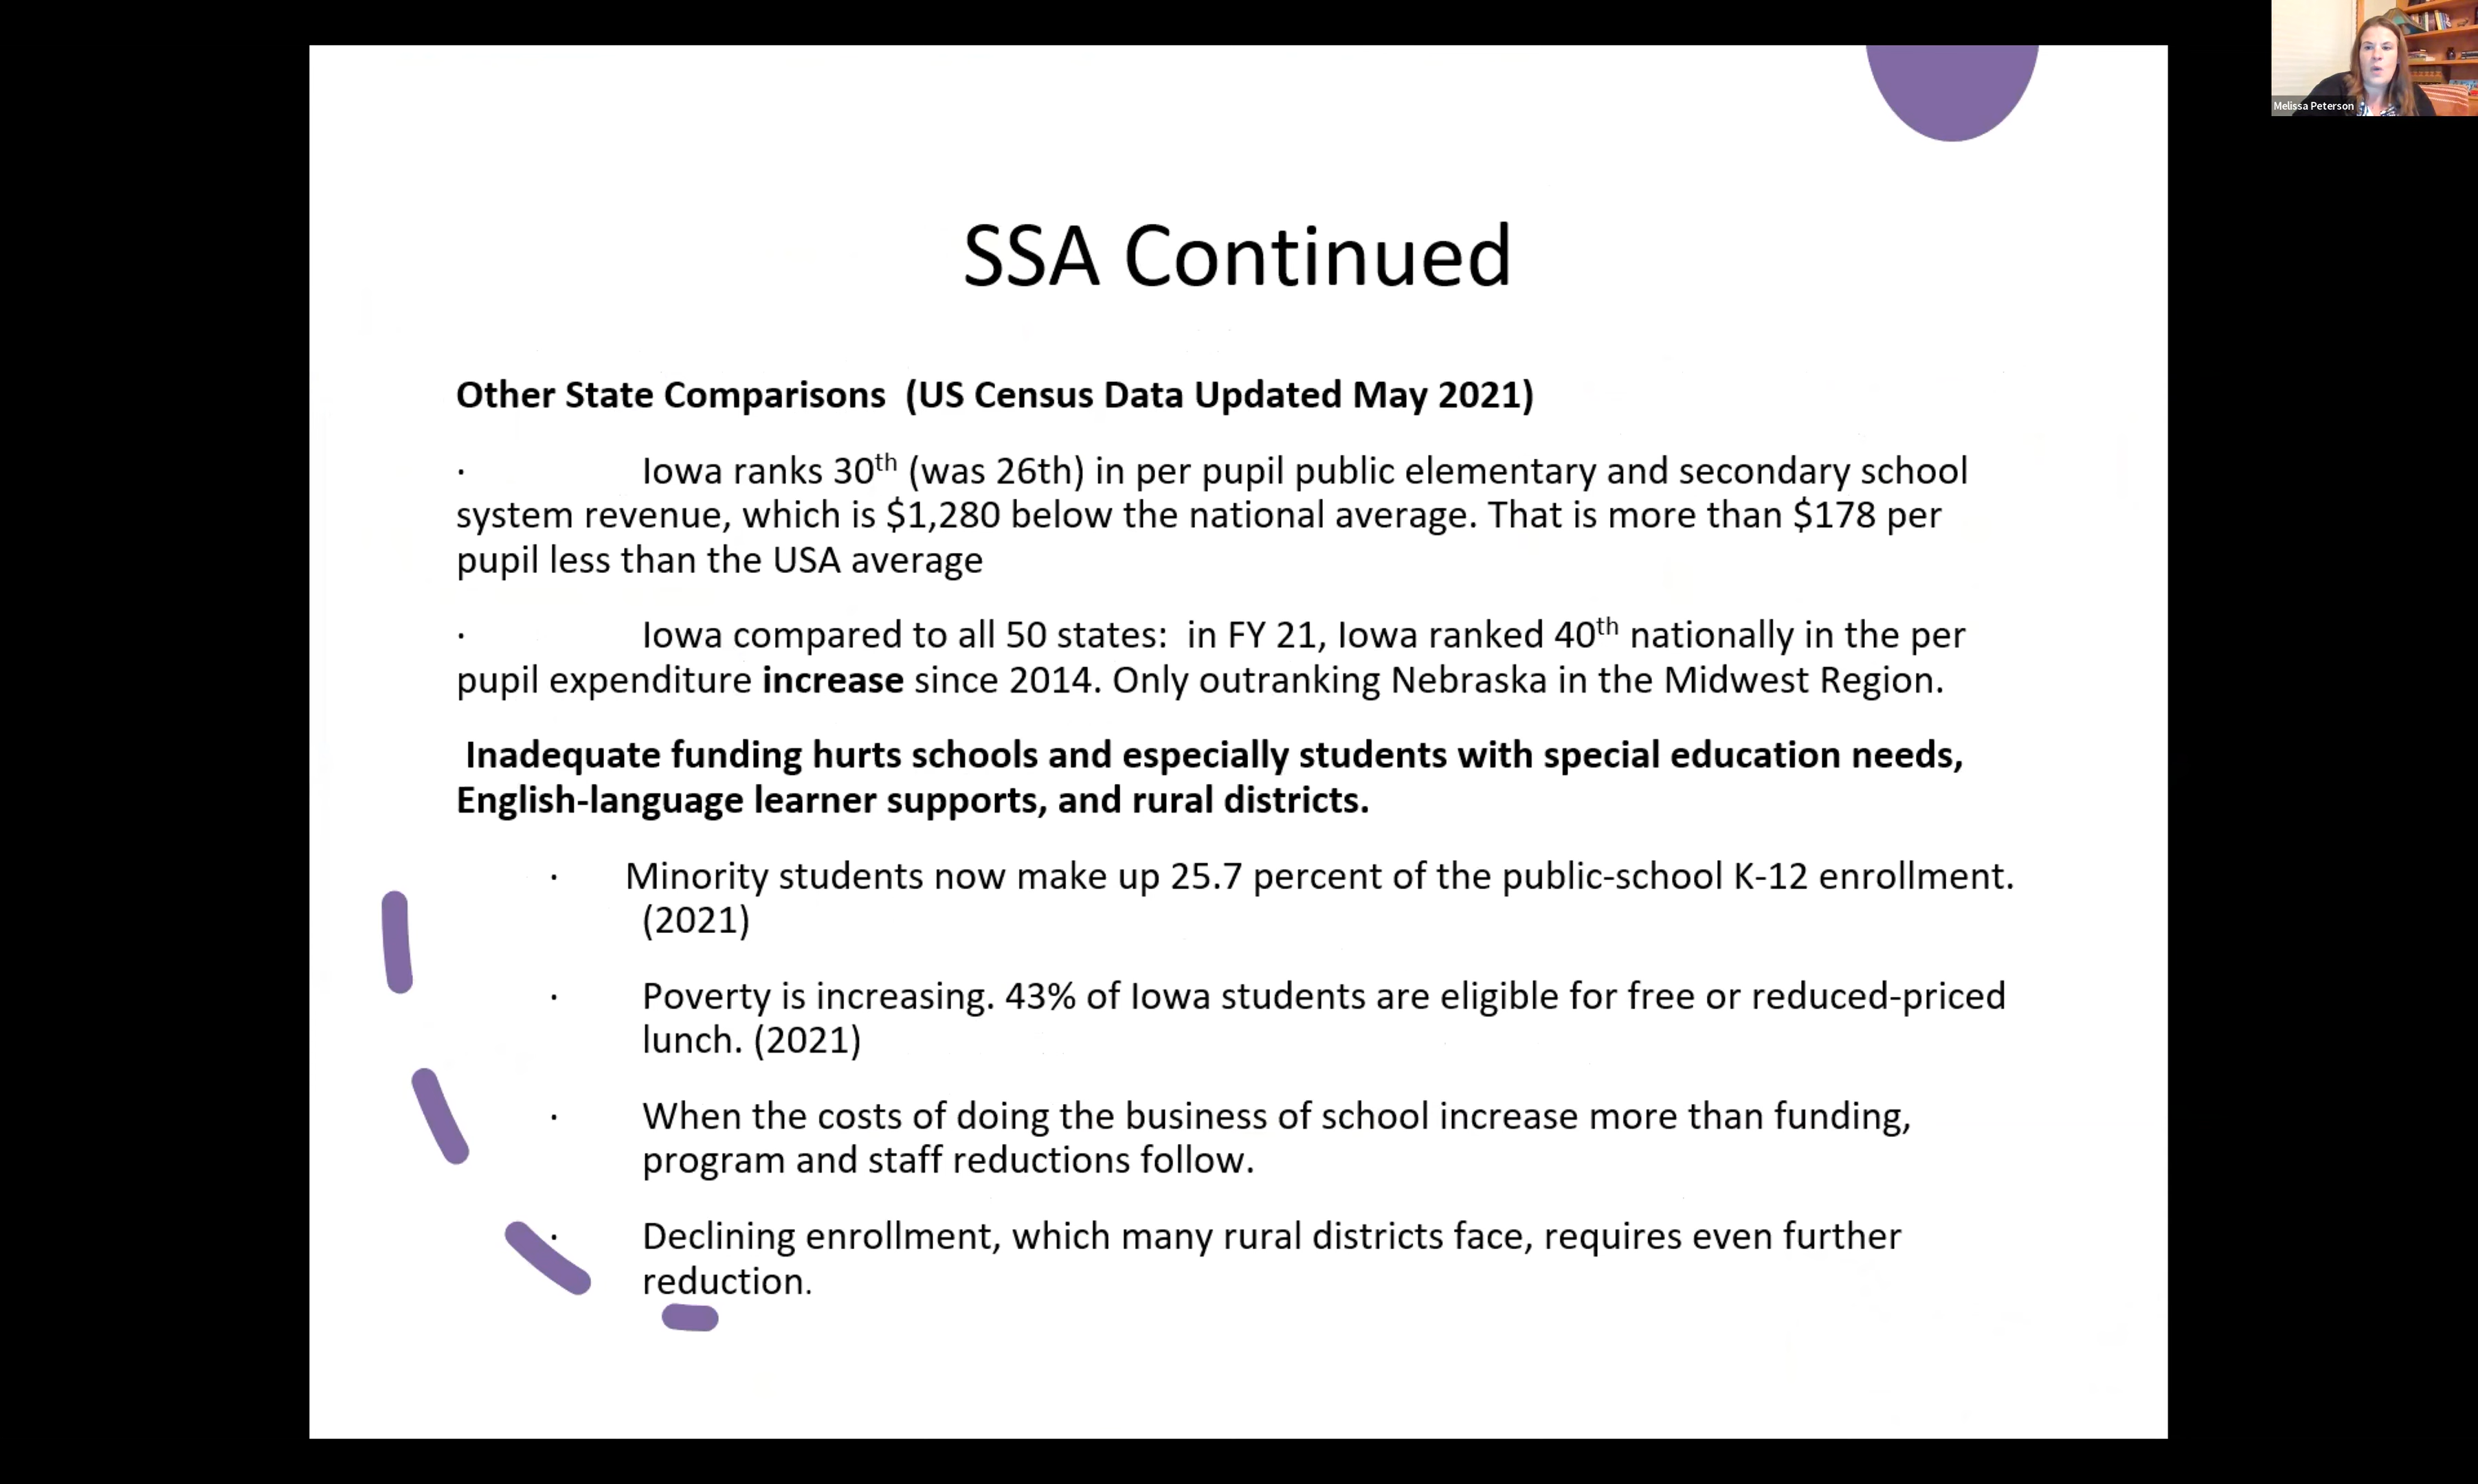 Melissa Peterson
SSA Continued
Other State Comparisons  (US Census Data Updated May 2021)
· Iowa ranks 30th (was 26th) in per pupil public elementary and secondary school
system revenue, which is $1,280 below the national average. That is more than $178 per
pupil less than the USA average
· Iowa compared to all 50 states:  in FY 21, Iowa ranked 40th nationally in the per
pupil expenditure increase since 2014. Only outranking Nebraska in the Midwest Region.
Inadequate funding hurts schools and especially students with special education needs,
English-language learner supports, and rural districts.
· Minority students now make up 25.7 percent of the public-school K-12 enrollment.
(2021)
· Poverty is increasing. 43% of Iowa students are eligible for free or reduced-priced
lunch. (2021)
· When the costs of doing the business of school increase more than funding,
program and staff reductions follow.
· Declining enrollment, which many rural districts face, requires even further
reduction.